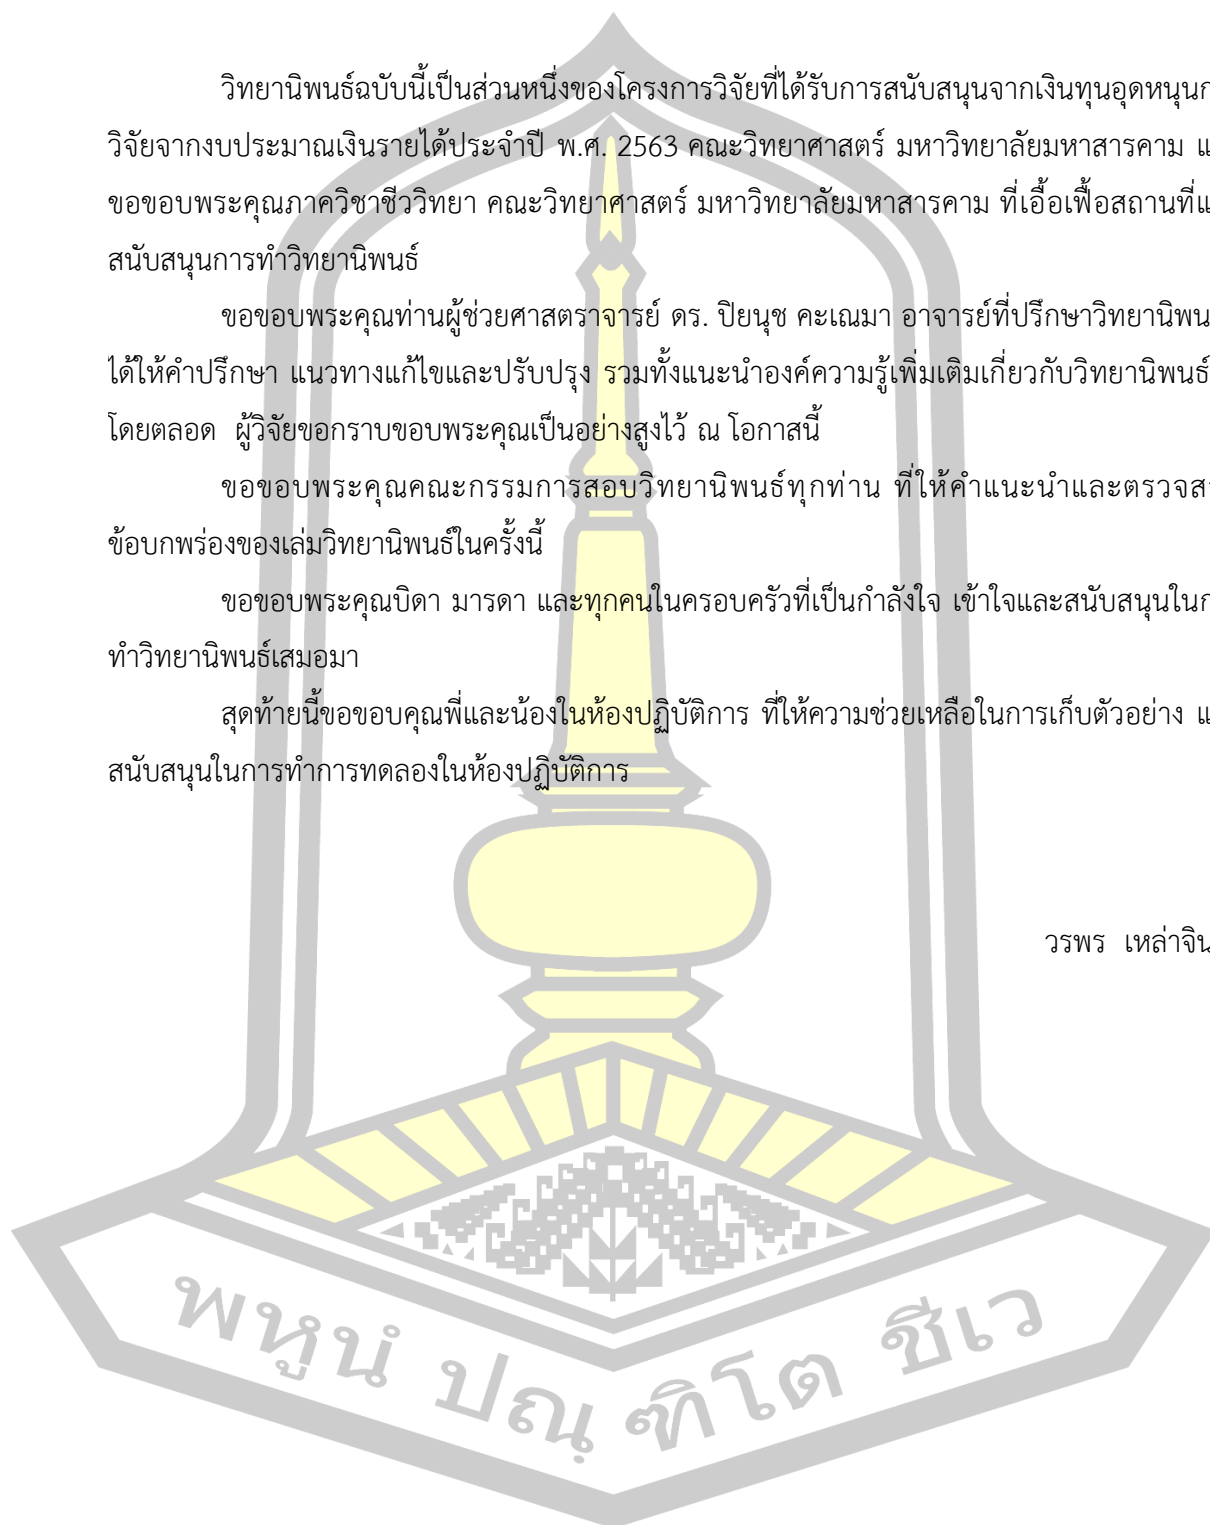 วิทยานิพนธ์ฉบับนี้เป็นส่วนหนึ่งของโครงการวิจัยที่ได้รับการสนับสนุนจากเงินทุนอุดหนุน
วิจัยจากงบประมาณเงินรายได้ประจำปี พ.ศ. 2563 คณะวิทยาศาสตร์ มหาวิทยาลัยมหาสารคาม
ขอขอบพระคุณภาควิชาชีววิทยา คณะวิทยาศาสตร์ มหาวิทยาลัยมหาสารคาม ที่เอื้อเฟื้อสถานที่
สนับสนุนการทำวิทยานิพนธ์
ขอขอบพระคุณท่านผู้ช่วยศาสตราจารย์ ดร. ปิยนุช คะเณมา อาจารย์ที่ปรึกษาวิทยานิพน
ได้ให้คำปรึกษา แนวทางแก้ไขและปรับปรุง รวมทั้งแนะนำองค์ความรู้เพิ่มเติมเกี่ยวกับวิทยานิพนธ์
โดยตลอด ผู้วิจัยขอกราบขอบพระคุณเป็นอย่างสูงไว้ ณ โอกาสนี้
ขอขอบพระคุณคณะกรรมการสอบวิทยานิพนธ์ทุกท่าน ที่ให้คำแนะนำและตรวจส
ข้อบกพร่องของเล่มวิทยานิพนธ์ในครั้งนี้
ขอขอบพระคุณบิดา มารดา และทุกคนในครอบครัวที่เป็นกำลังใจ เข้าใจและสนับสนุนใน
ทำวิทยานิพนธ์เสมอมา
สุดท้ายนี้ขอขอบคุณพี่และน้องในห้องปฏิบัติการ ที่ให้ความช่วยเหลือในการเก็บตัวอย่าง
สนับสนุนในการทำการทดลองในห้องปฏิบัติการ
วรพร เหล่าจิน
พหูนํ ปณฺฑิโต ชีเว